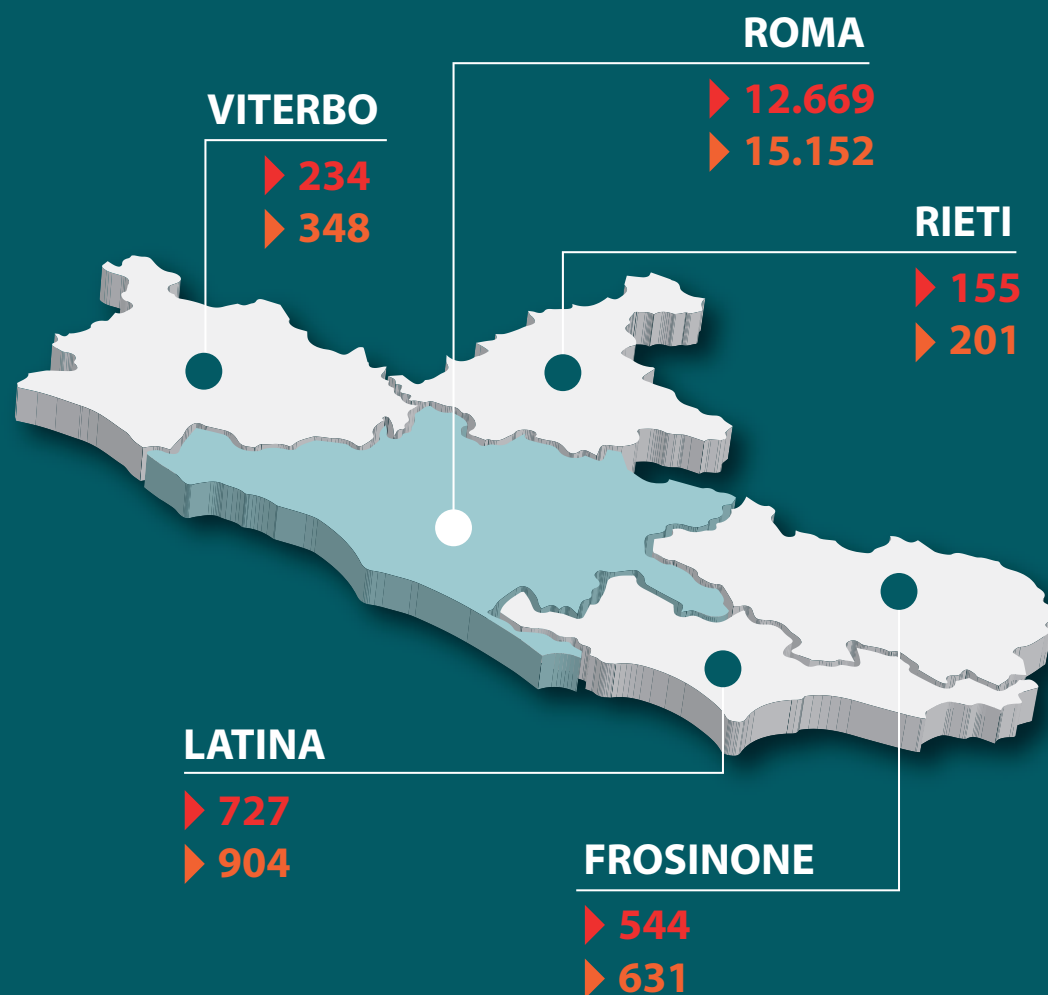 ROMA
12.669
15.152
VITERBO
234
348
RIETI
155
201
LATINA
727
904
FROSINONE
544
631